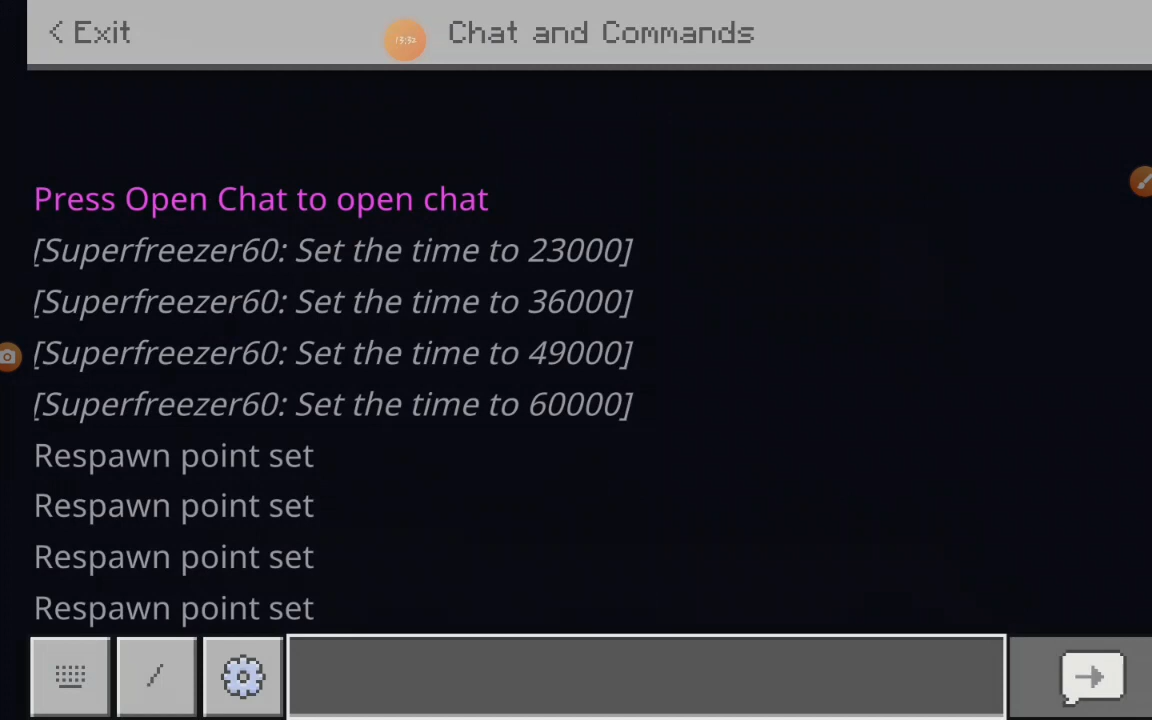 < Exit
13:32
Chat and Commands
Press Open Chat to open chat
[Superfreezer60: Set the time to 23000]
[Superfreezer60: Set the time to 36000]
[Superfreezer60: Set the time to 49000]
[Superfreezer60: Set the time to 60000]
Respawn point set
Respawn point set
Respawn point set
Respawn point set
/